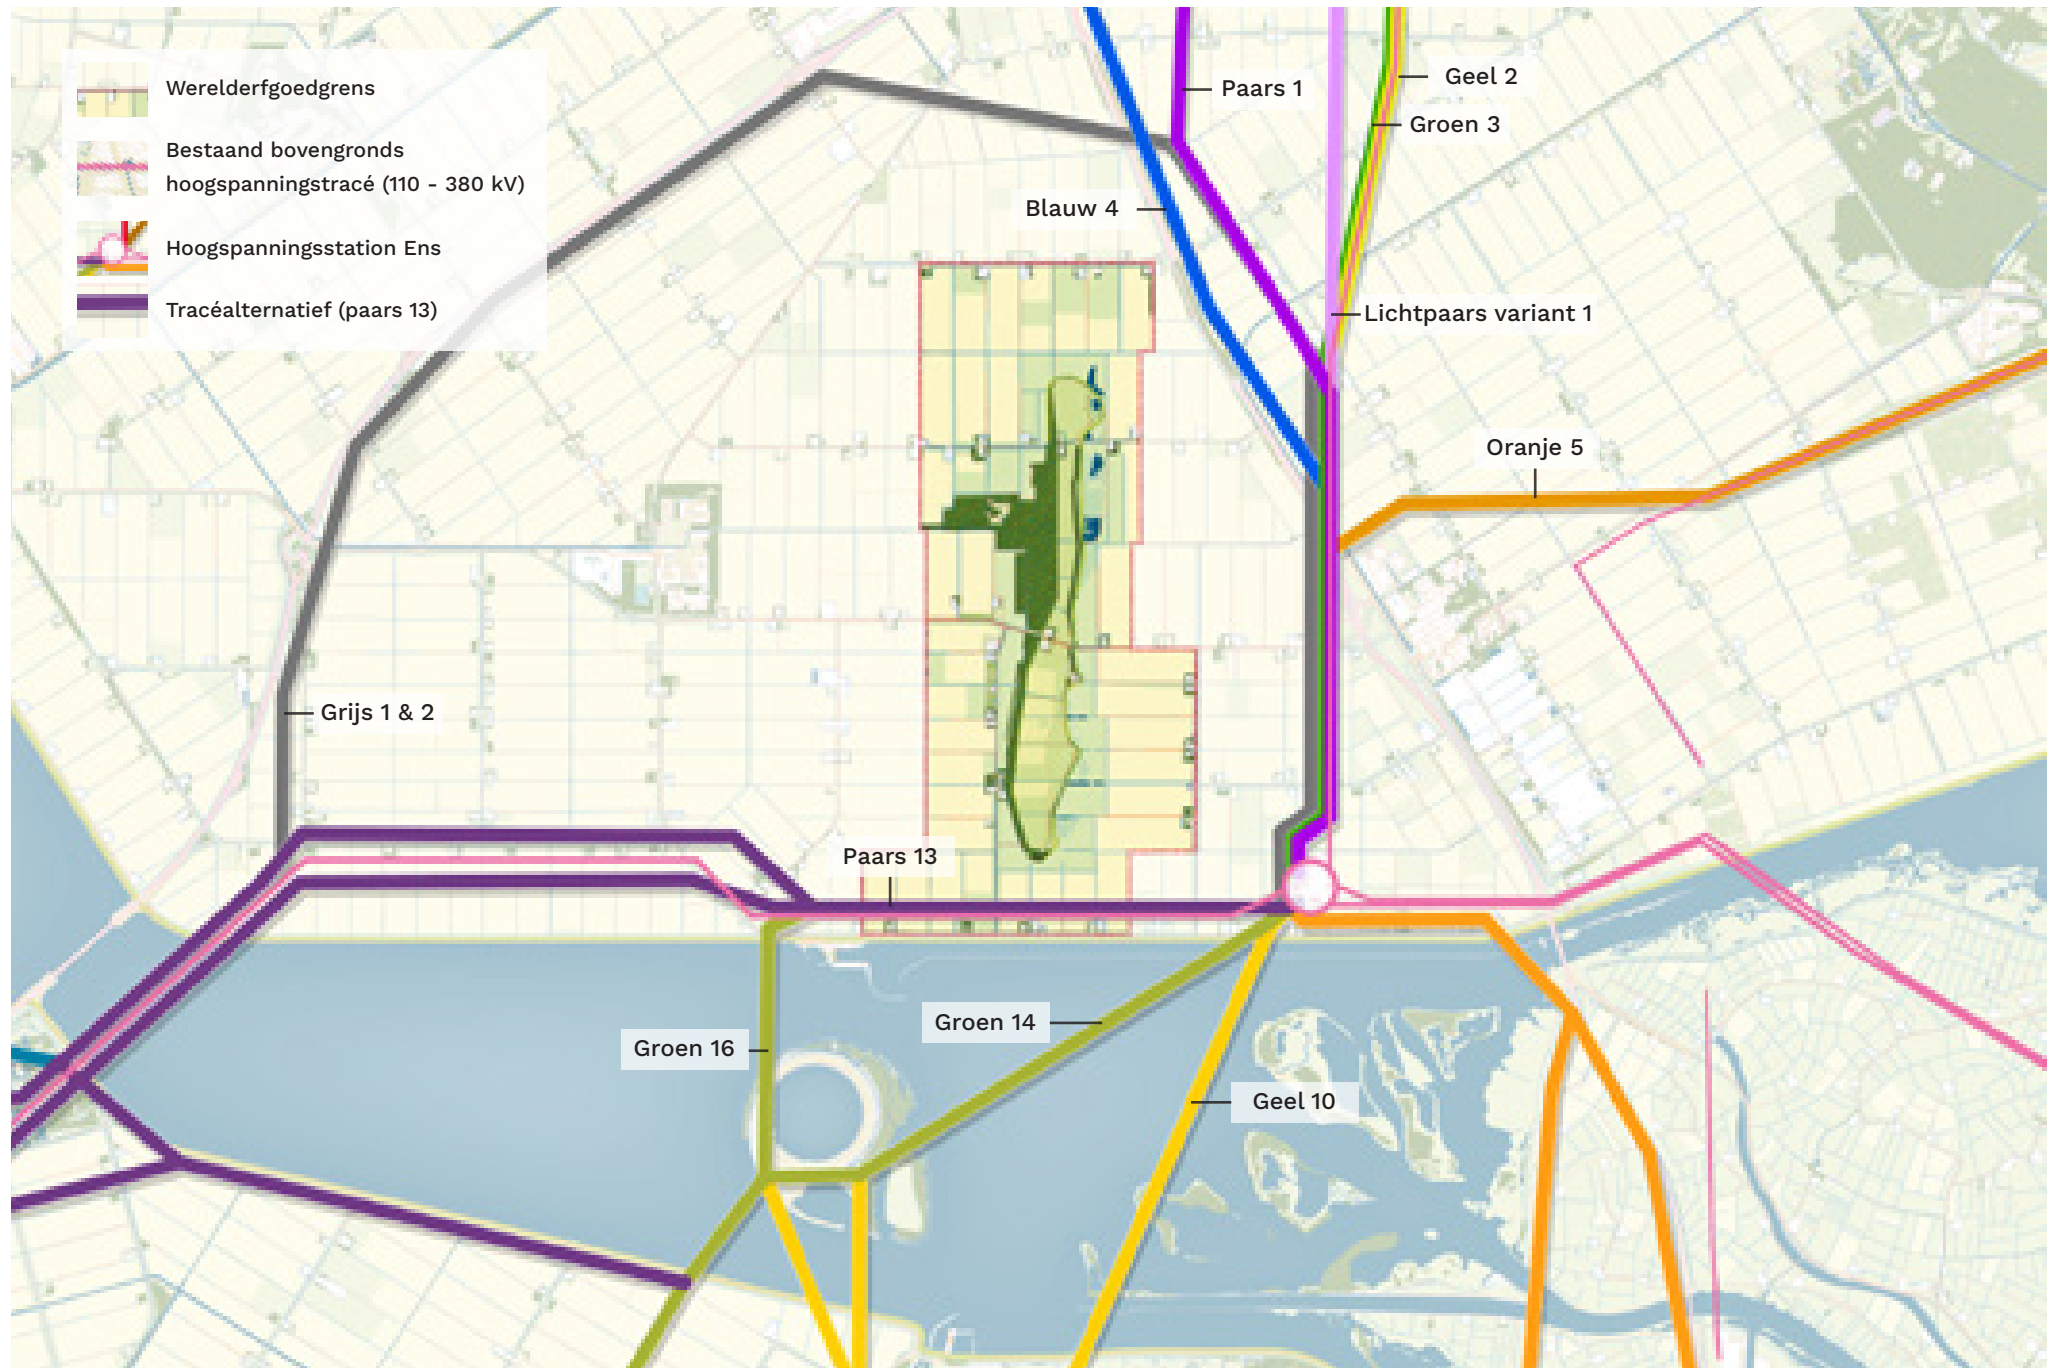 Werelderfgoedgrens
Bestaand bovengronds
hoogspanningstracé (110 - 380 kV)
Hoogspanningsstation Ens
Tracéalternatief (paars 13)
Paars 1
Geel 2
Groen 3
Blauw 4
Lichtpaars variant 1
Oranje 5
Grijs 1 & 2
Paars 13
Groen 14
Groen 16
Geel 10